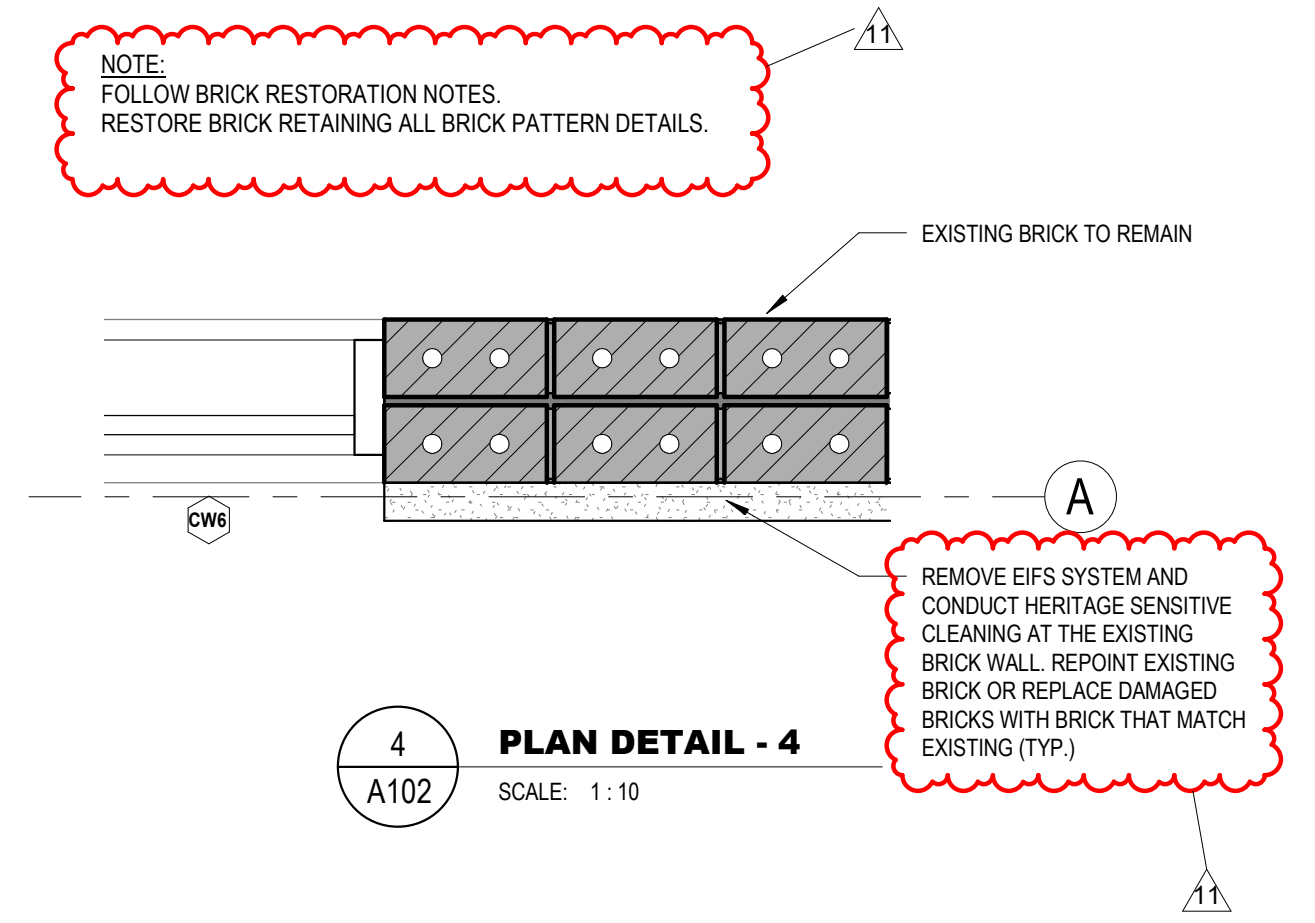 11
NOTE:
FOLLOW BRICK RESTORATION NOTES.
RESTORE BRICK RETAINING ALL BRICK PATTERN DETAILS.
EXISTING BRICK TO REMAIN
A
CW6
REMOVE EIFS SYSTEM AND
CONDUCT HERITAGE SENSITIVE
CLEANING AT THE EXISTING
BRICK WALL. REPOINT EXISTING
BRICK OR REPLACE DAMAGED
BRICKS WITH BRICK THAT MATCH
EXISTING (TYP.)
4
A102
PLAN DETAIL - 4
SCALE: 1 : 10
11